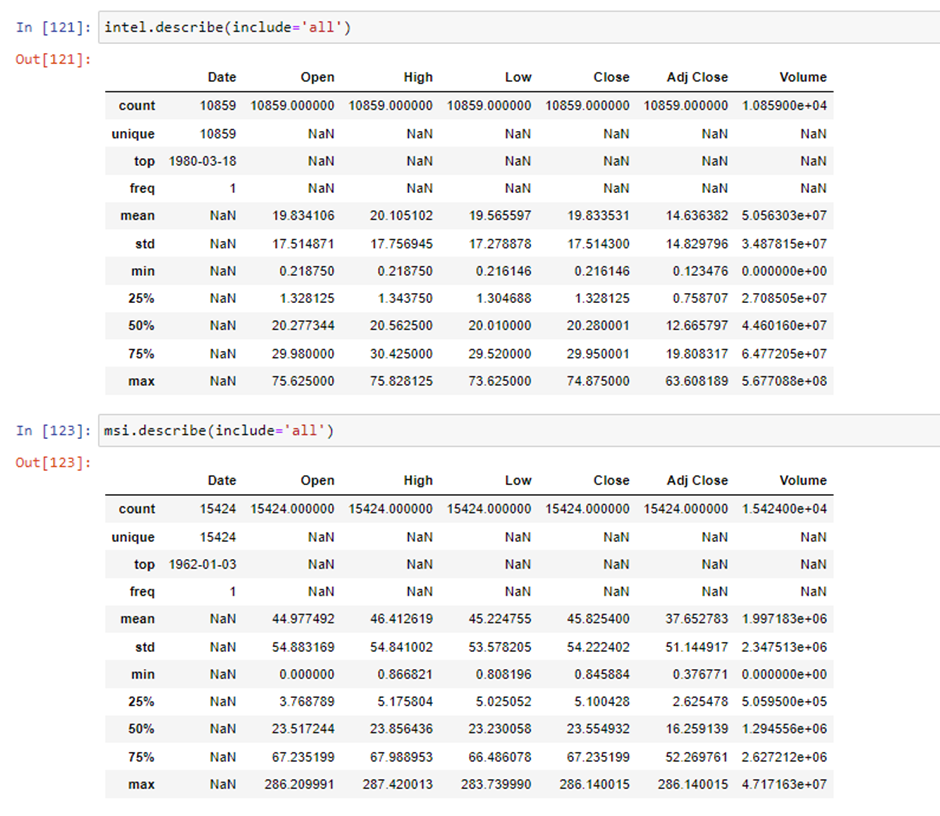 In [121]: intel.describe(include='all')
Out[121]:
Date Open High Low Close Adj Close Volume
count 10859 10859.000000 10859.000000 10859.000000 10859.000000 10859.000000 1.085900e+04
unique 10859 NaN NaN NaN NaN NaN NaN
top 1980-03-18 NaN NaN NaN NaN NaN NaN
freq 1 NaN NaN NaN NaN NaN NaN
mean NaN 19.834106 20.105102 19.565597 19.833531 14.636382 5.056303e+07
std NaN 17.514871 17.756945 17.278878 17.514300 14.829796 3.487815e+07
min NaN 0.218750 0.218750 0.216146 0.216146 0.123476 0.000000e+00
25% NaN 1.328125 1.343750 1.304688 1.328125 0.758707 2.708505e+07
50% NaN 20.277344 20.562500 20.010000 20.280001 12.665797 4.460160e+07
75% NaN 29.980000 30.425000 29.520000 29.950001 19.808317 6.477205e+07
max NaN 75.625000 75.828125 73.625000 74.875000 63.608189 5.677088e+08
In [123]: msi.describe(include='all')
Out[123]:
Date Open High Low Close Adj Close Volume
count 15424 15424.000000 15424.000000 15424.000000 15424.000000 15424.000000 1.542400e+04
unique 15424 NaN NaN NaN NaN NaN NaN
top 1962-01-03 NaN NaN NaN NaN NaN NaN
freq 1 NaN NaN NaN NaN NaN NaN
mean NaN 44.977492 46.412619 45.224755 45.825400 37.652783 1.997183e+06
std NaN 54.883169 54.841002 53.578205 54.222402 51.144917 2.347513e+06
min NaN 0.000000 0.866821 0.808196 0.845884 0.376771 0.000000e+00
25% NaN 3.768789 5.175804 5.025052 5.100428 2.625478 5.059500e+05
50% NaN 23.517244 23.856436 23.230058 23.554932 16.259139 1.294556e+06
75% NaN 67.235199 67.988953 66.486078 67.235199 52.269761 2.627212e+06
max NaN 286.209991 287.420013 283.739990 286.140015 286.140015 4.717163e+07